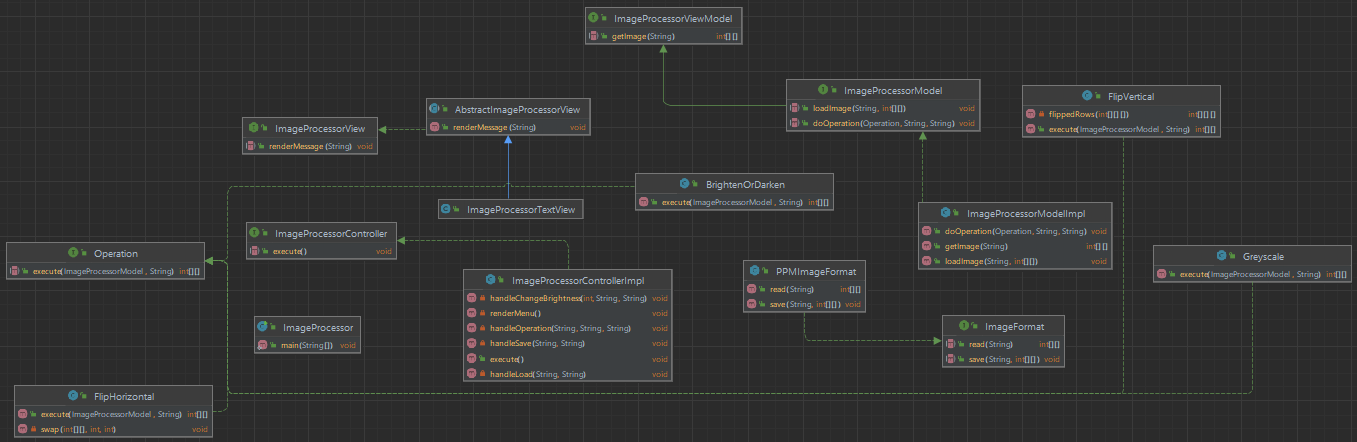 ImageProcessorViewModel
getImage(String) int[][]
ImageProcessorModel
loadImage(String, int[][]) void
doOperation(Operation, String, String) void
FlipVertical
flippedRows(int[][]) int[][]
execute(ImageProcessorModel, String) int[][]
AbstractImageProcessorView
renderMessage(String) void
ImageProcessorView
renderMessage(String) void
BrightenOrDarken
execute(ImageProcessorModel, String) int[][]
ImageProcessorTextView
ImageProcessorModelImpl
doOperation(Operation, String, String) void
getImage(String) int[][]
loadImage(String, int[][]) void
ImageProcessorController
execute() void
Operation
execute(ImageProcessorModel, String) int[][]
Greyscale
execute(ImageProcessorModel, String) int[][]
ImageProcessorControllerImpl
handleChangeBrightness(int, String, String) void
renderMenu() void
handleOperation(String, String, String) void
handleSave(String, String) void
execute() void
handleLoad(String, String) void
PPMImageFormat
read(String) int[][]
save(String, int[][]) void
ImageProcessor
main(String[]) void
ImageFormat
read(String) int[][]
save(String, int[][]) void
FlipHorizontal
execute(ImageProcessorModel, String) int[][]
swap(int[][], int, int) void